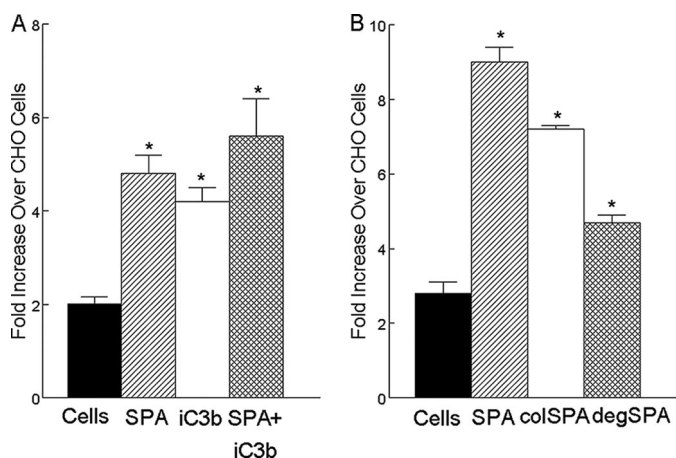 A
Fold Increase Over CHO Cells
8
6
4
2
0
*
*
*
Cells
SPA
iC3b
SPA+
iC3b
B
Fold Increase Over CHO Cells
10
8
6
4
2
0
*
*
*
Cells
SPA
colSPA
degSPA